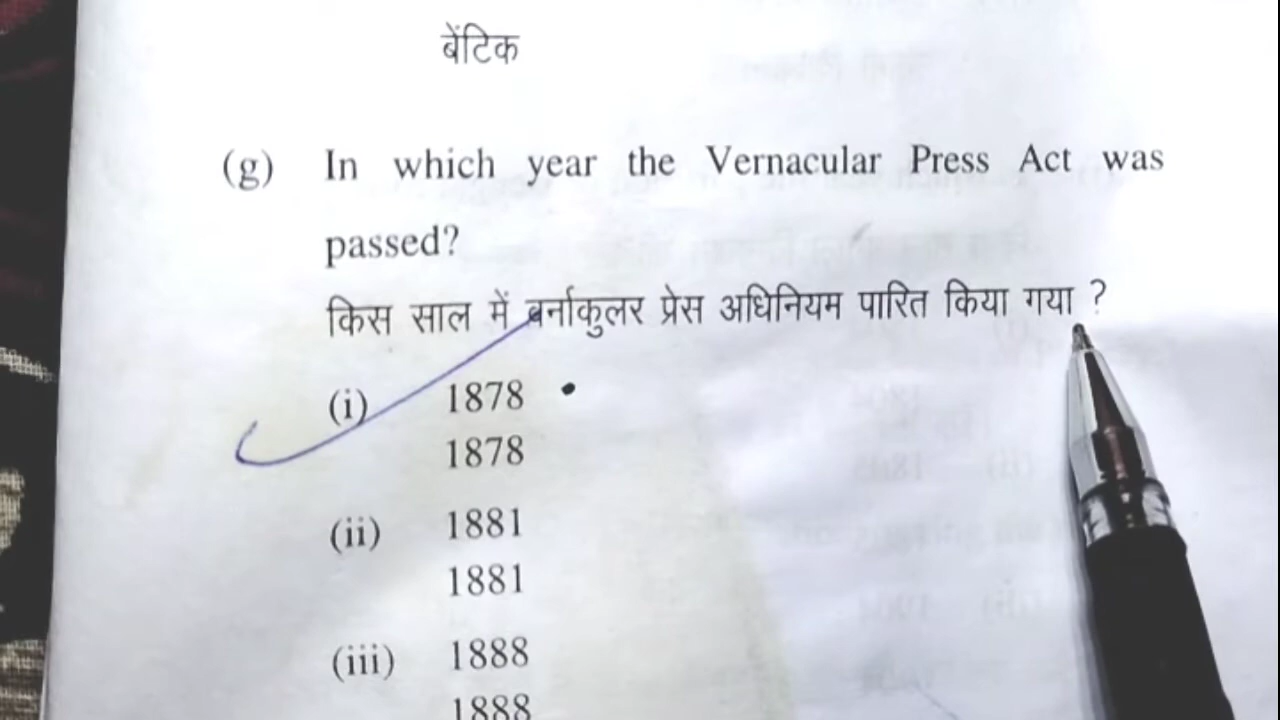 बेंटिक
(g) In which year the Vernacular Press Act was
passed?
किस साल में वर्नाकुलर प्रेस अधिनियम पारित किया गया ?
(i) 1878
1878
(ii) 1881
1881
(iii) 1888
1888